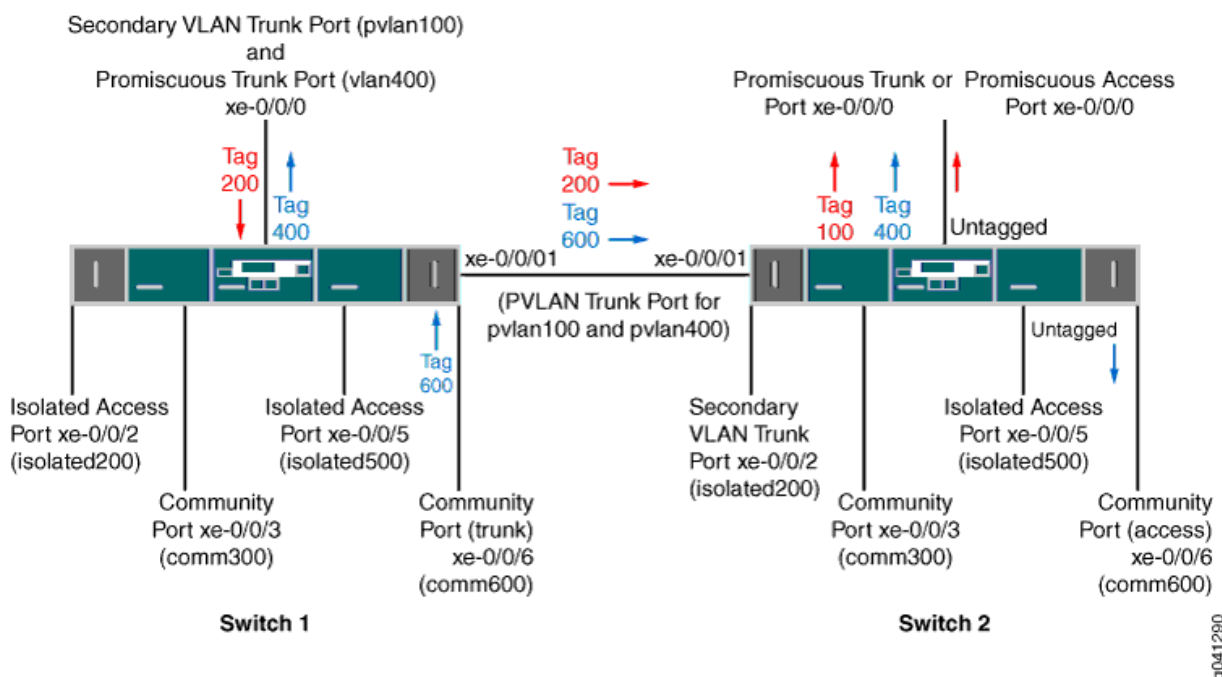 Secondary VLAN Trunk Port (pvlan100)
and
Promiscuous Trunk Port (vlan400)
xe-0/0/0
Promiscuous Trunk or
Port xe-0/0/0
Promiscuous Access
Port xe-0/0/0
Tag
200
Tag
400
Tag
200
Tag
600
Tag
100
Tag
400
Untagged
xe-0/0/01
xe-0/0/01
(PVLAN Trunk Port for
pvlan100 and pvlan400)
Tag
600
Untagged
Isolated Access
Port xe-0/0/2
(isolated200)
Isolated Access
Port xe-0/0/5
(isolated500)
Secondary
VLAN Trunk
Port xe-0/0/2
(isolated200)
Isolated Access
Port xe-0/0/5
(isolated500)
Community
Port xe-0/0/3
(comm300)
Community
Port (trunk)
xe-0/0/6
(comm600)
Community
Port xe-0/0/3
(comm300)
Community
Port (access)
xe-0/0/6
(comm600)
Switch 1
Switch 2
g041290